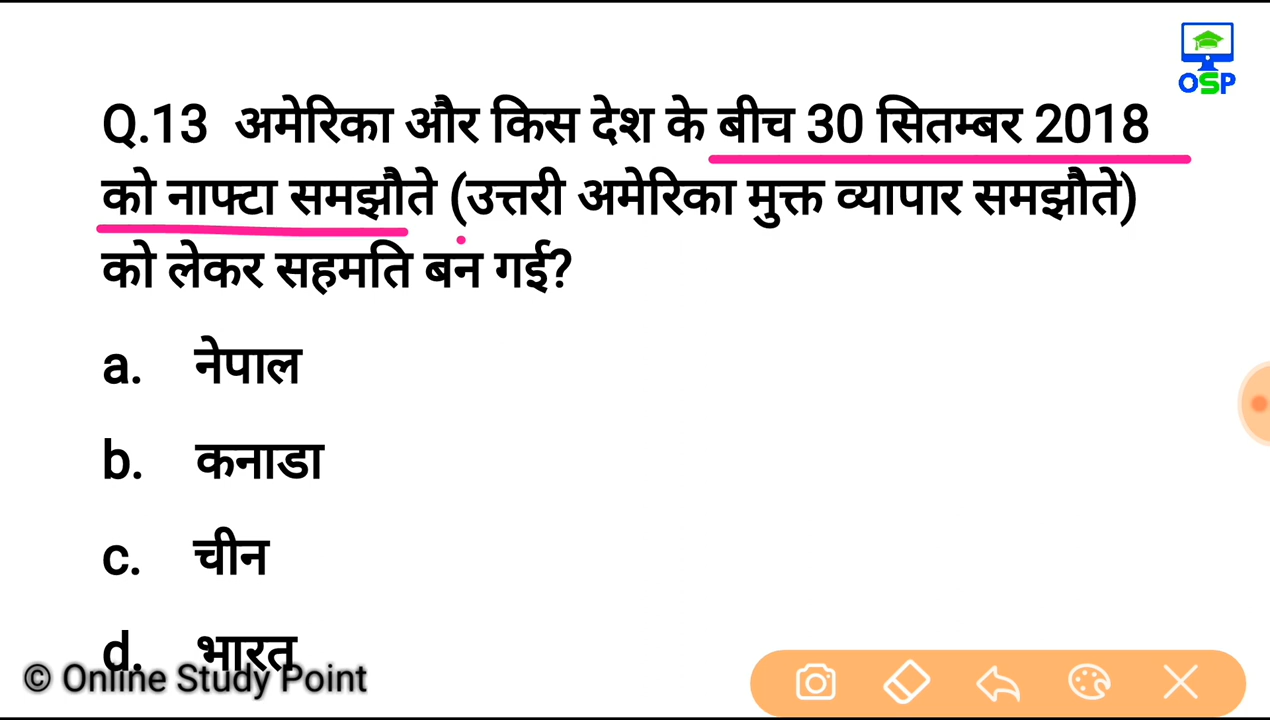 OSP
Q.13 अमेरिका और किस देश के बीच 30 सितम्बर 2018
को नाफ्टा समझौते (उत्तरी अमेरिका मुक्त व्यापार समझौते)
को लेकर सहमति बन गई?
a. नेपाल
b. कनाडा
c. चीन
d. भारत
© Online Study Point